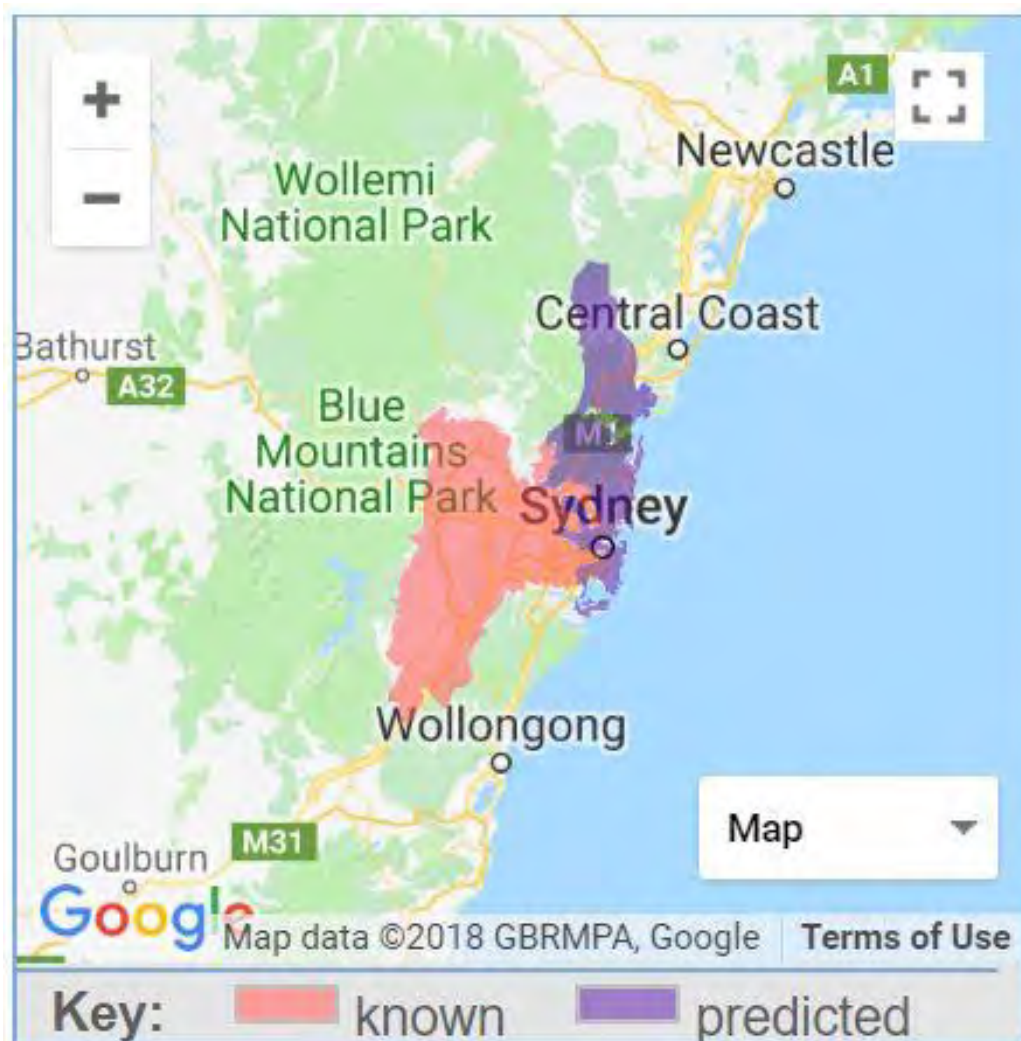 +
A1
Newcastle
−
Wollemi
National Park
Central Coast
Bathurst
A32
Blue
Mountains
National Park
M1
Sydney
Wollongong
Map
M31
Goulburn
Google
Map data ©2018 GBRMPA, Google
Terms of Use
Key:
known
predicted